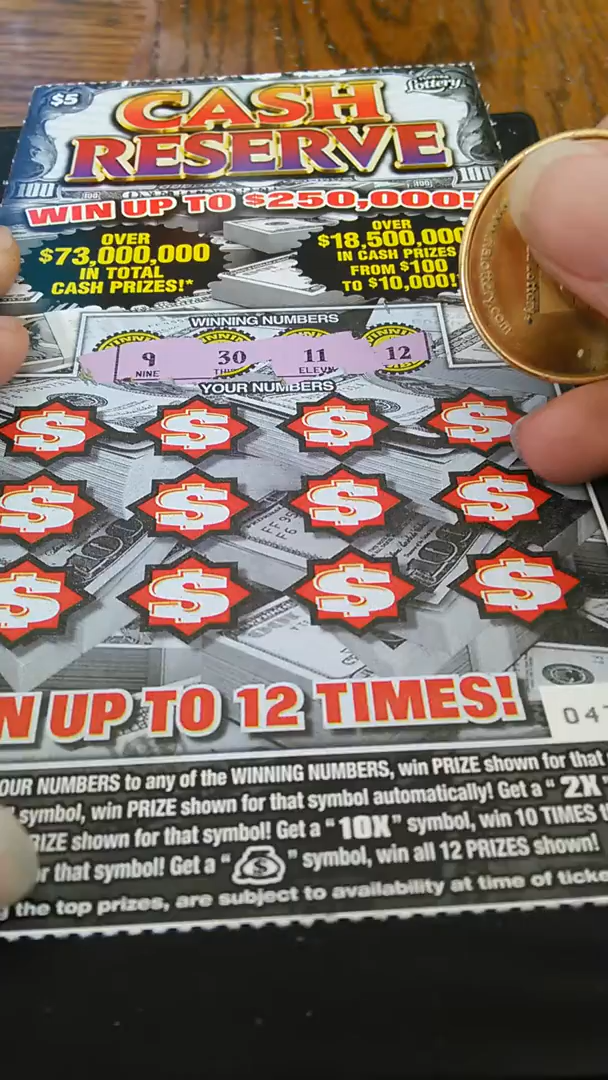 $5
Lottery
CASH
RESERVE
100
100
WIN UP TO $250,000!
OVER
$73,000,000
IN TOTAL
CASH PRIZES!*
OVER
$18,500,000
IN CASH PRIZES
FROM $100
TO $10,000!
WINNING NUMBERS
9 30 11 12
NINE
YOUR NUMBERS
$ $ $ $
$ $ $ $
$ $ $ $
N UP TO 12 TIMES!
04
OUR NUMBERS to any of the WINNING NUMBERS, win PRIZE shown for that
symbol, win PRIZE shown for that symbol automatically! Get a "2X"
RIZE shown for that symbol! Get a "10X" symbol, win 10 TIMES t
r that symbol! Get a "$" symbol, win all 12 PRIZES shown!
the top prizes, are subject to availability at time of ticke